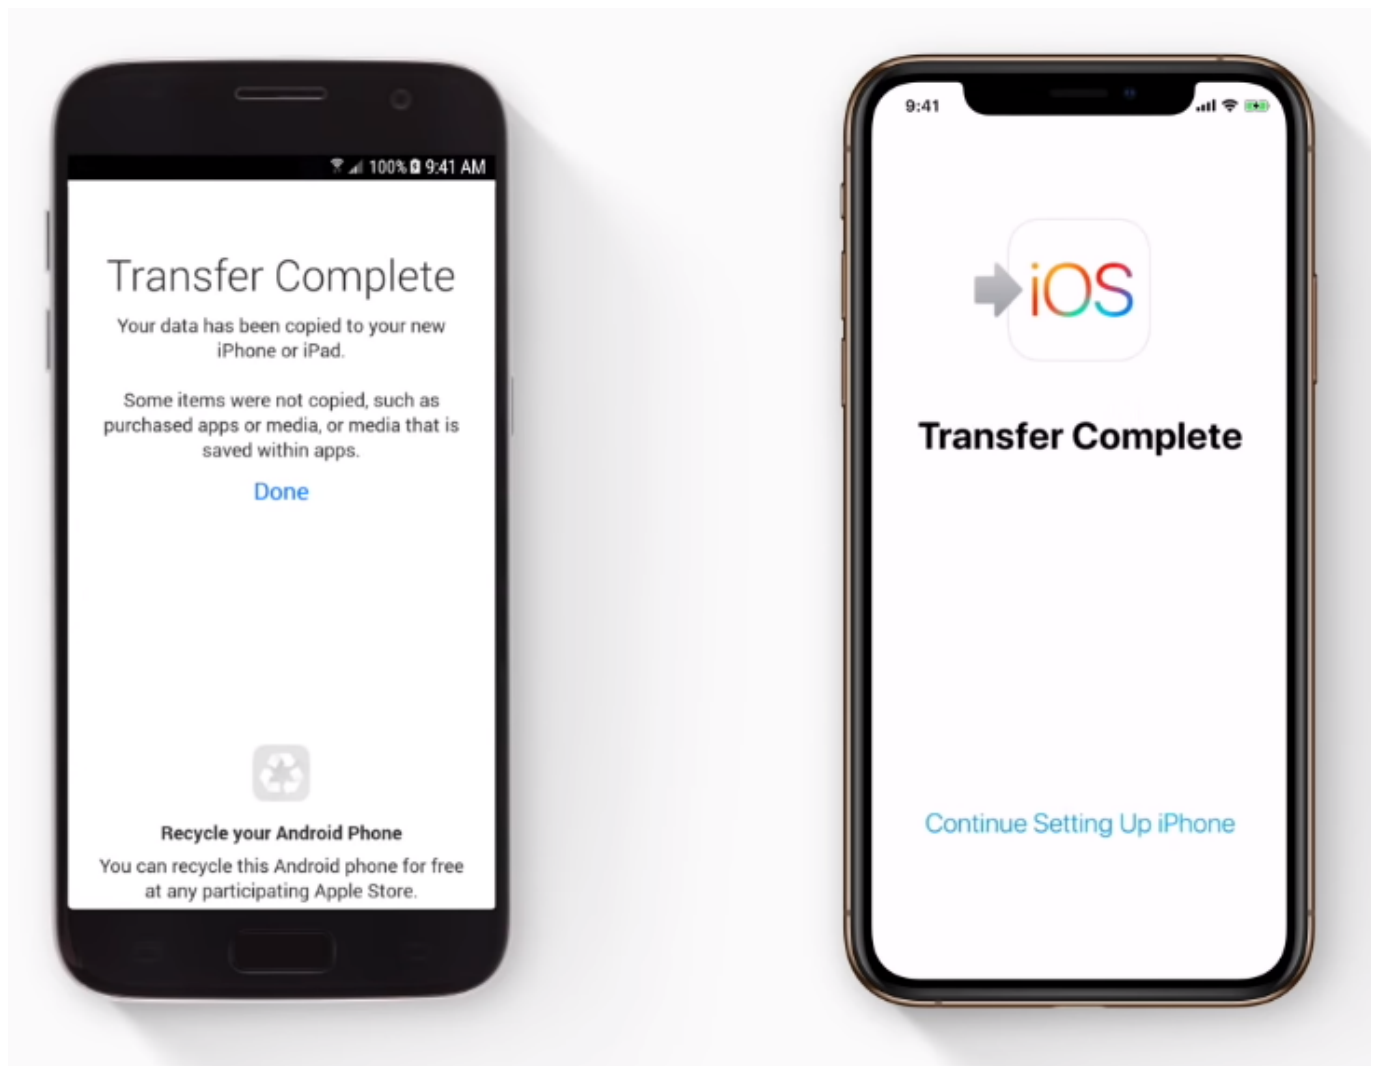 100% 9:41 AM
Transfer Complete
Your data has been copied to your new
iPhone or iPad.
Some items were not copied, such as
purchased apps or media, or media that is
saved within apps.
Done
Recycle your Android Phone
You can recycle this Android phone for free
at any participating Apple Store.
9:41
iOS
Transfer Complete
Continue Setting Up iPhone